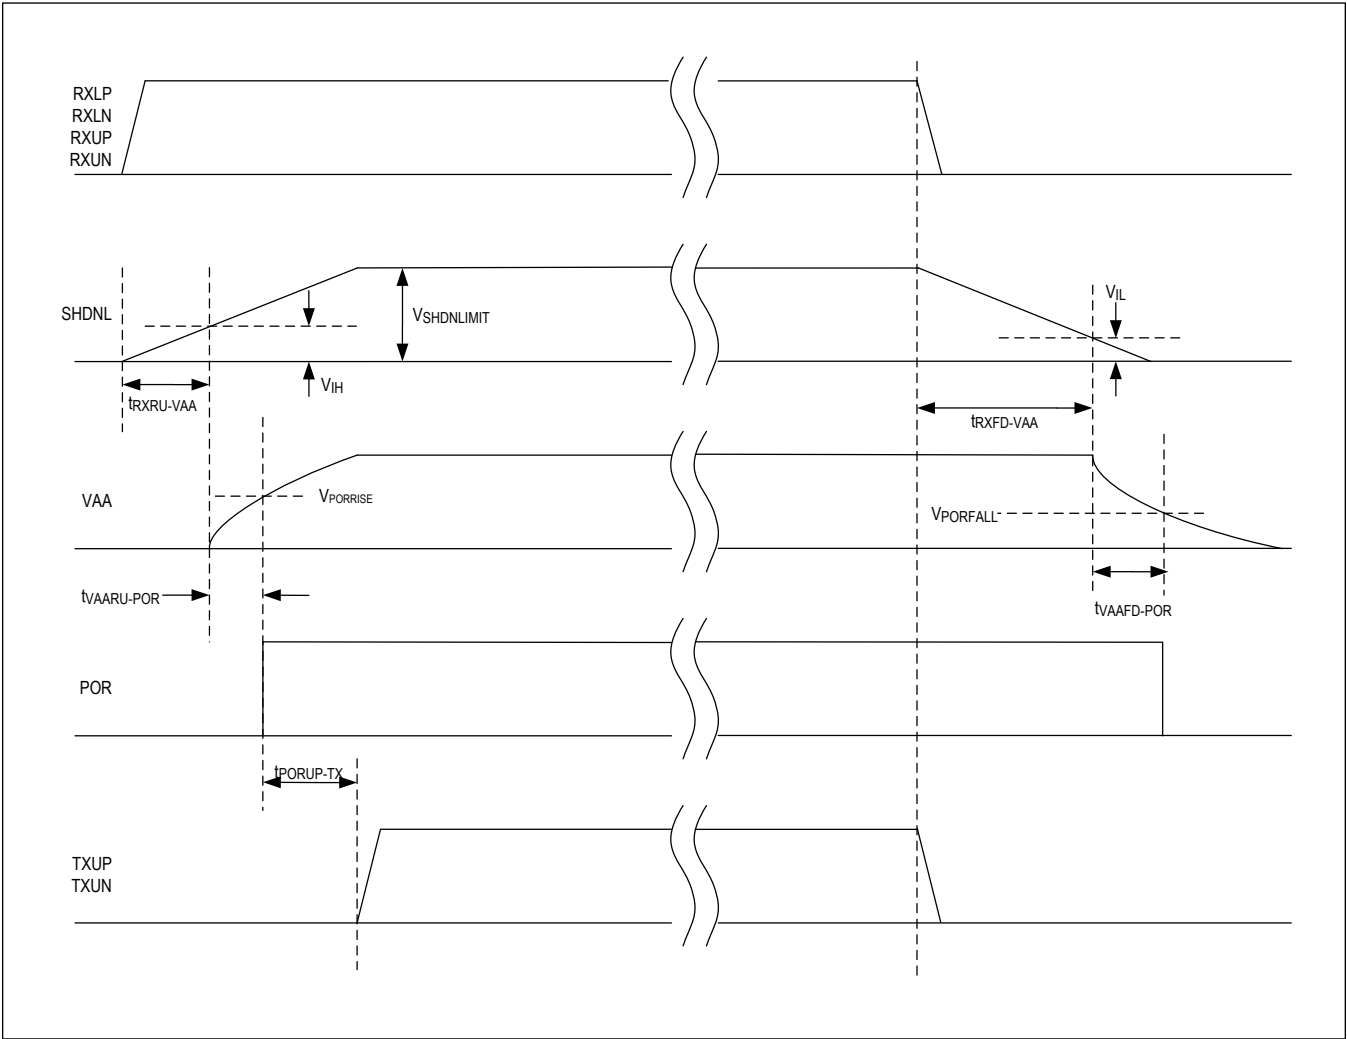 RXLP
RXLN
RXUP
RXUN
SHDNL
VSHDNLIMIT
VIL
VIH
tRXRU-VAA
tRXFD-VAA
VAA
VPORRISE
VPORFALL
tVAARU-POR
tVAAFD-POR
POR
tPORUP-TX
TXUP
TXUN